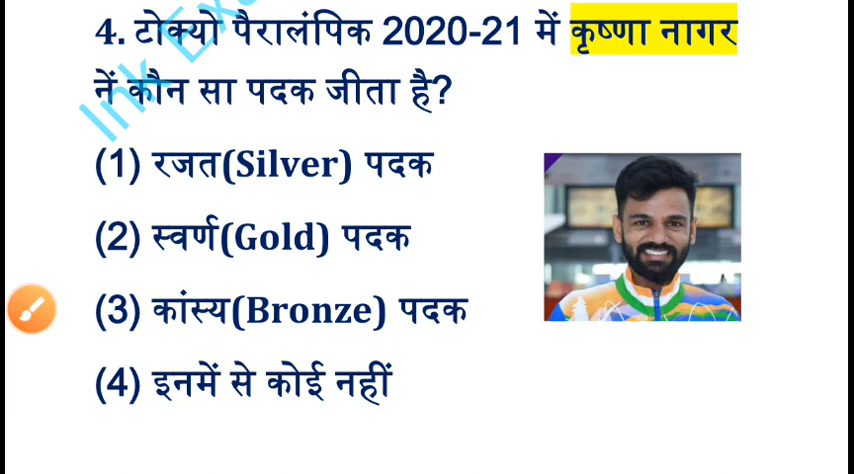 4. टोक्यो पैरालंपिक 2020-21 में कृष्णा नागर
नें कौन सा पदक जीता है?
(1) रजत(Silver) पदक
(2) स्वर्ण(Gold) पदक
(3) कांस्य(Bronze) पदक
(4) इनमें से कोई नहीं